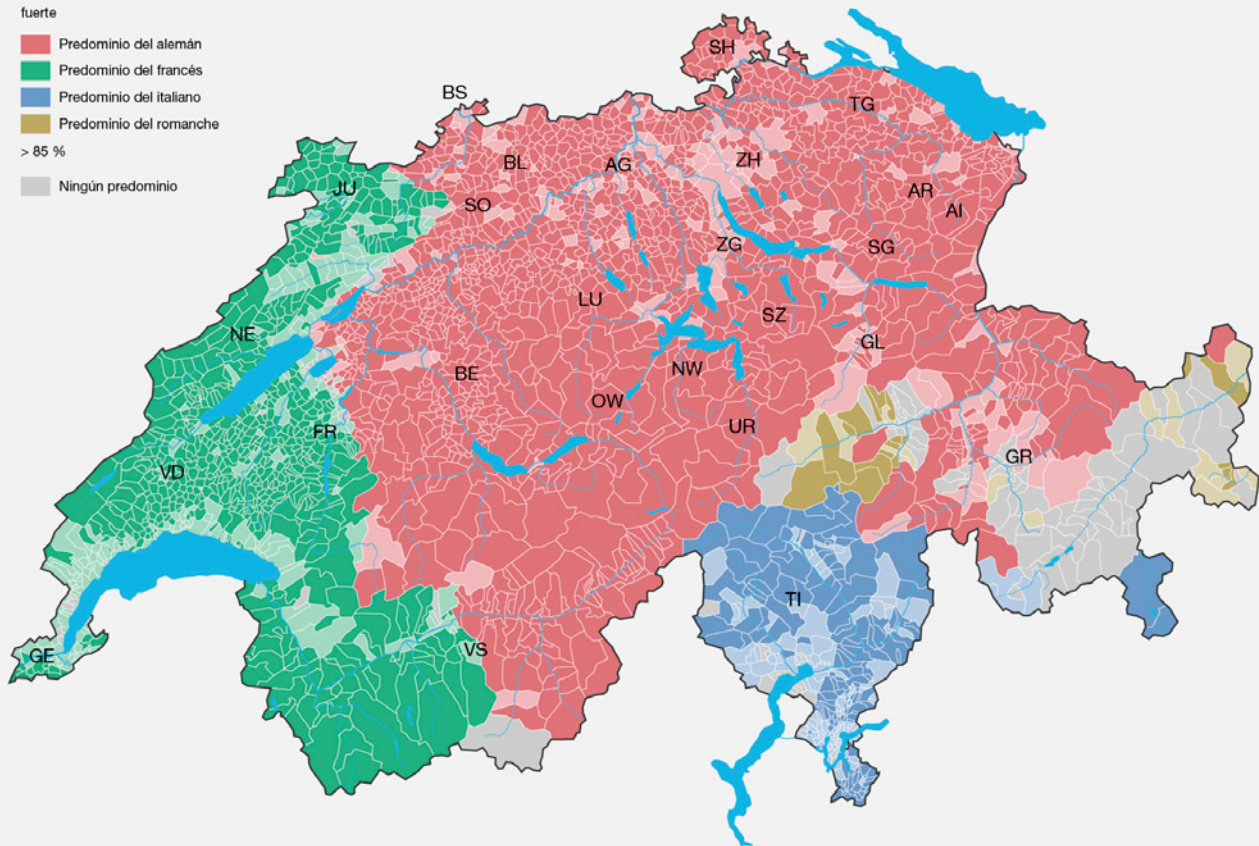 fuerte
Predominio del alemán
Predominio del francés
Predominio del italiano
Predominio del romanche
> 85 %
Ningún predominio
SH
BS
TG
BL
AG
ZH
JU
SO
AR
AI
ZG
SG
LU
SZ
NE
GL
BE
NW
OW
UR
FR
GR
VD
TI
VS
GE